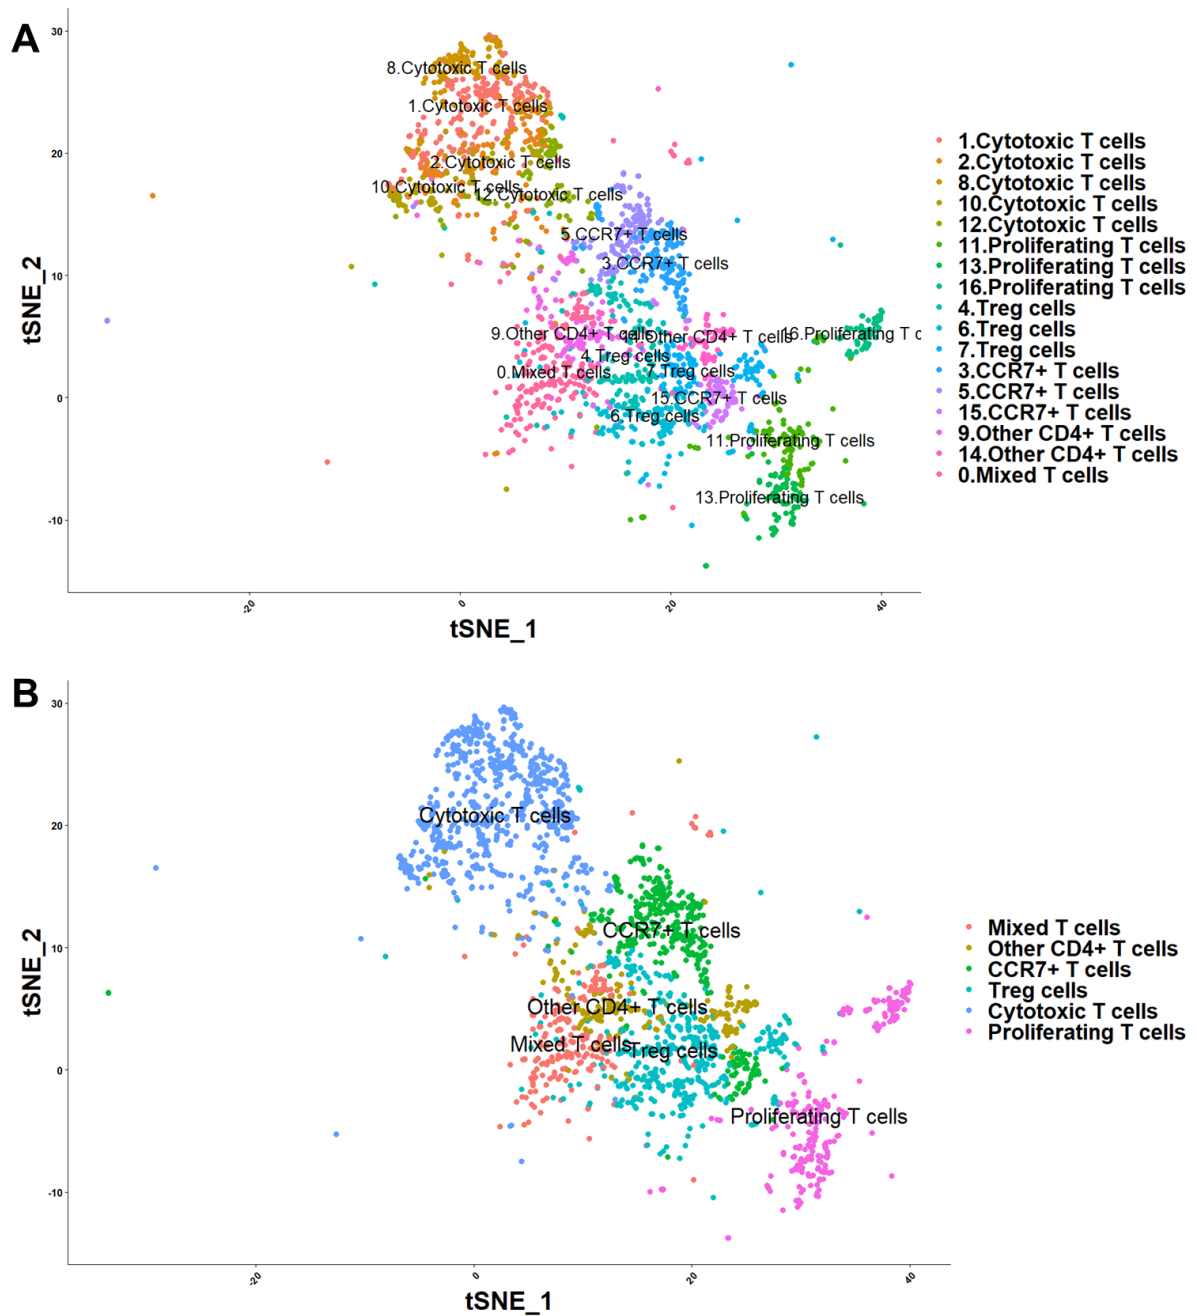 A
30
20
10
0
-10
tSNE_2
8.Cytotoxic T cells
1.Cytotoxic T cells
2.Cytotoxic T cells
10.Cytotoxic T cells
12.Cytotoxic T cells
5.CCR7+ T cells
3.CCR7+ T cells
9.Other CD4+ T cells
14.Other CD4+ T cells
16.Proliferating T c
4.Treg cells
0.Mixed T cells
7.Treg cells
15.CCR7+ T cells
6.Treg cells
11.Proliferating T cells
13.Proliferating T cells
-20
0
20
40
tSNE_1
1.Cytotoxic T cells
2.Cytotoxic T cells
8.Cytotoxic T cells
10.Cytotoxic T cells
12.Cytotoxic T cells
11.Proliferating T cells
13.Proliferating T cells
16.Proliferating T cells
4.Treg cells
6.Treg cells
7.Treg cells
3.CCR7+ T cells
5.CCR7+ T cells
15.CCR7+ T cells
9.Other CD4+ T cells
14.Other CD4+ T cells
0.Mixed T cells
B
30
20
10
0
-10
tSNE_2
Cytotoxic T cells
CCR7+ T cells
Other CD4+ T cells
Mixed T cells
Treg cells
Proliferating T cells
-20
0
20
40
tSNE_1
Mixed T cells
Other CD4+ T cells
CCR7+ T cells
Treg cells
Cytotoxic T cells
Proliferating T cells